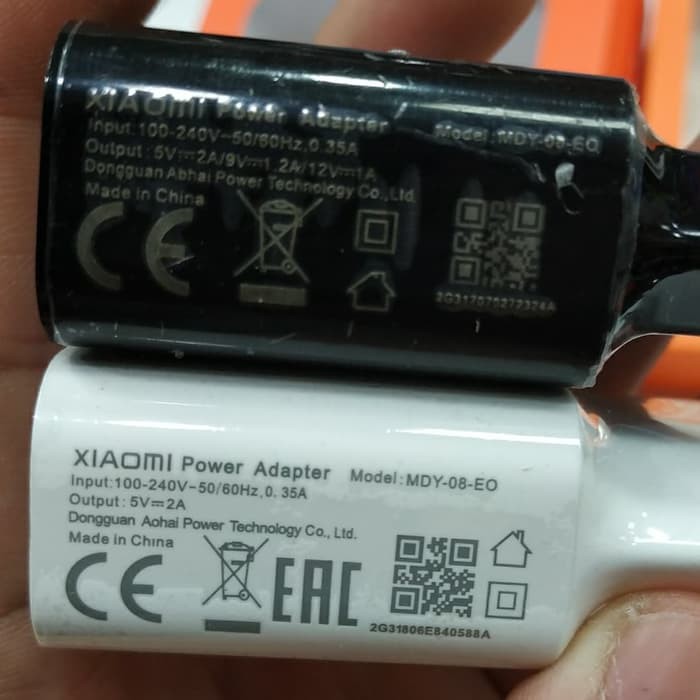 XIAOMI Power Adapter Model:MDY-08-EO
Input:100-240V~50/60Hz,0.35A
Output:5V⎓2A/9V⎓1.2A/12V⎓1A
Dongguan Abhai Power Technology Co.,Ltd.
Made in China
CE
2G317075272324A
XIAOMI Power Adapter Model:MDY-08-EO
Input:100-240V~50/60Hz,0.35A
Output:5V⎓2A
Dongguan Aohai Power Technology Co., Ltd.
Made in China
CE EAC
2G31806E840588A